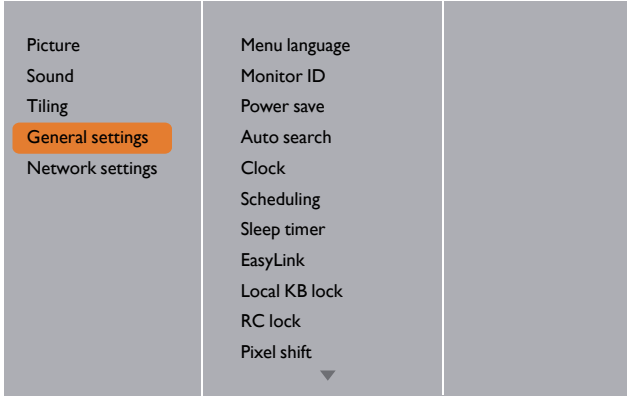 Picture
Sound
Tiling
General settings
Network settings
Menu language
Monitor ID
Power save
Auto search
Clock
Scheduling
Sleep timer
EasyLink
Local KB lock
RC lock
Pixel shift